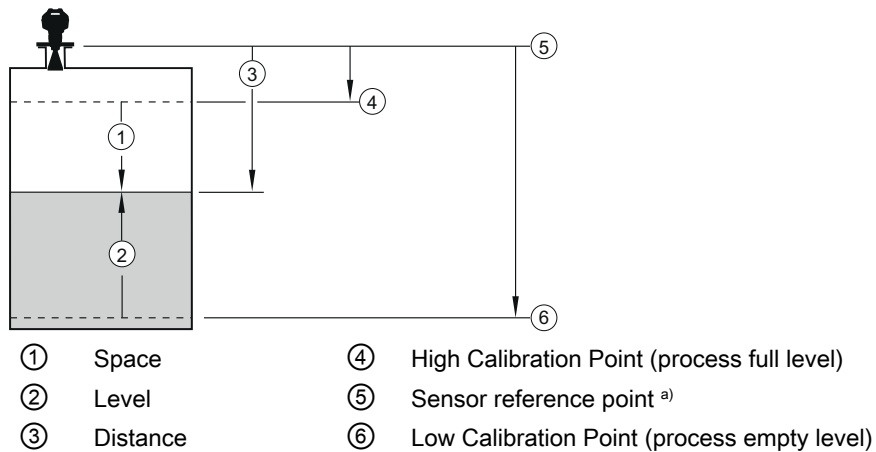 ③
⑤
④
①
②
⑥
① Space ④ High Calibration Point (process full level)
② Level ⑤ Sensor reference point a)
③ Distance ⑥ Low Calibration Point (process empty level)